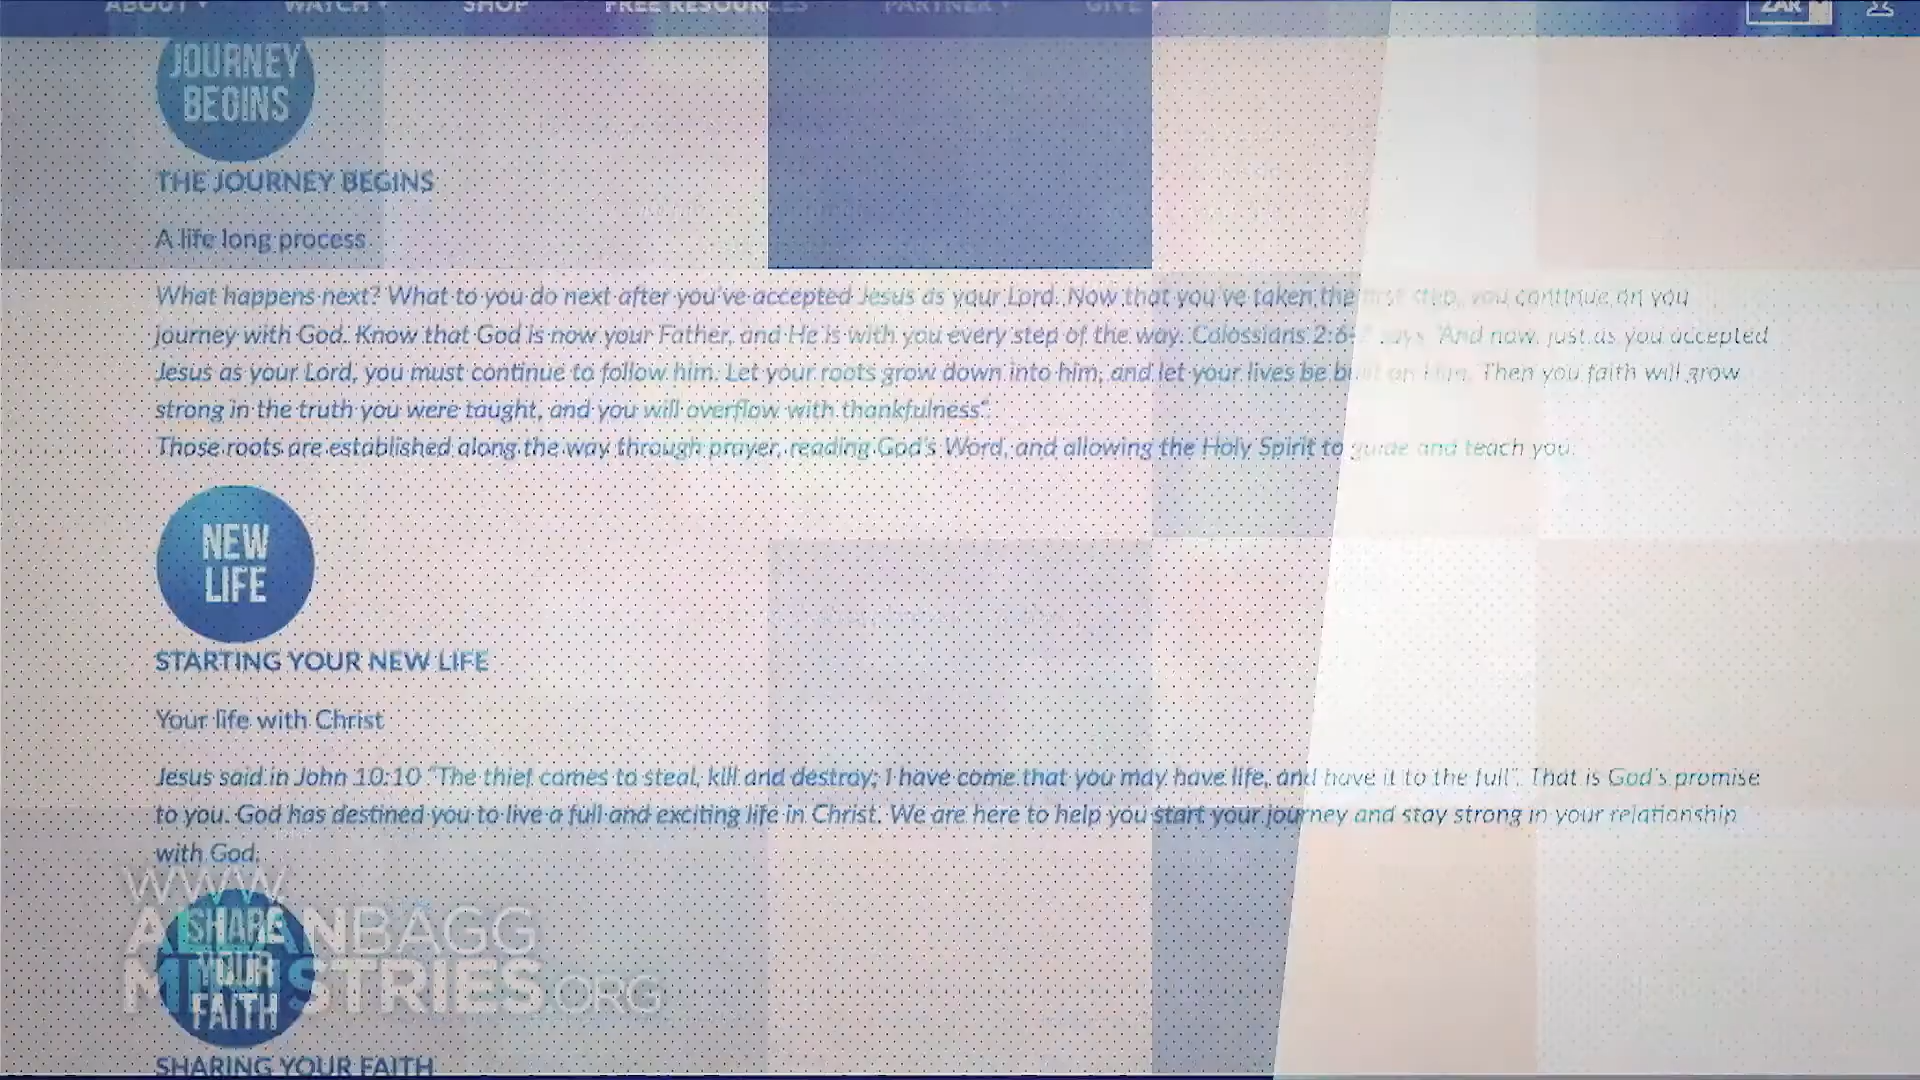 ABOUT WATCH SHOP FREE RESOURCES PARTNER GIVE ZAR
JOURNEY
BEGINS
THE JOURNEY BEGINS
A life long process
What happens next? What to you do next after you've accepted Jesus as your Lord. Now that you've taken the first step, you continue on you
journey with God. Know that God is now your Father, and He is with you every step of the way. Colossians 2:6-7 says "And now, just as you accepted
Jesus as your Lord, you must continue to follow him. Let your roots grow down into him, and let your lives be built on Him. Then you faith will grow
strong in the truth you were taught, and you will overflow with thankfulness".
Those roots are established along the way through prayer, reading God's Word, and allowing the Holy Spirit to guide and teach you.
NEW
LIFE
STARTING YOUR NEW LIFE
Your life with Christ
Jesus said in John 10:10 "The thief comes to steal, kill and destroy; I have come that you may have life, and have it to the full". That is God's promise
to you. God has destined you to live a full and exciting life in Christ. We are here to help you start your journey and stay strong in your relationship
with God.
WWW
SHARE
YOUR
FAITH
NBAGG
MINISTRIES.ORG
SHARING YOUR FAITH